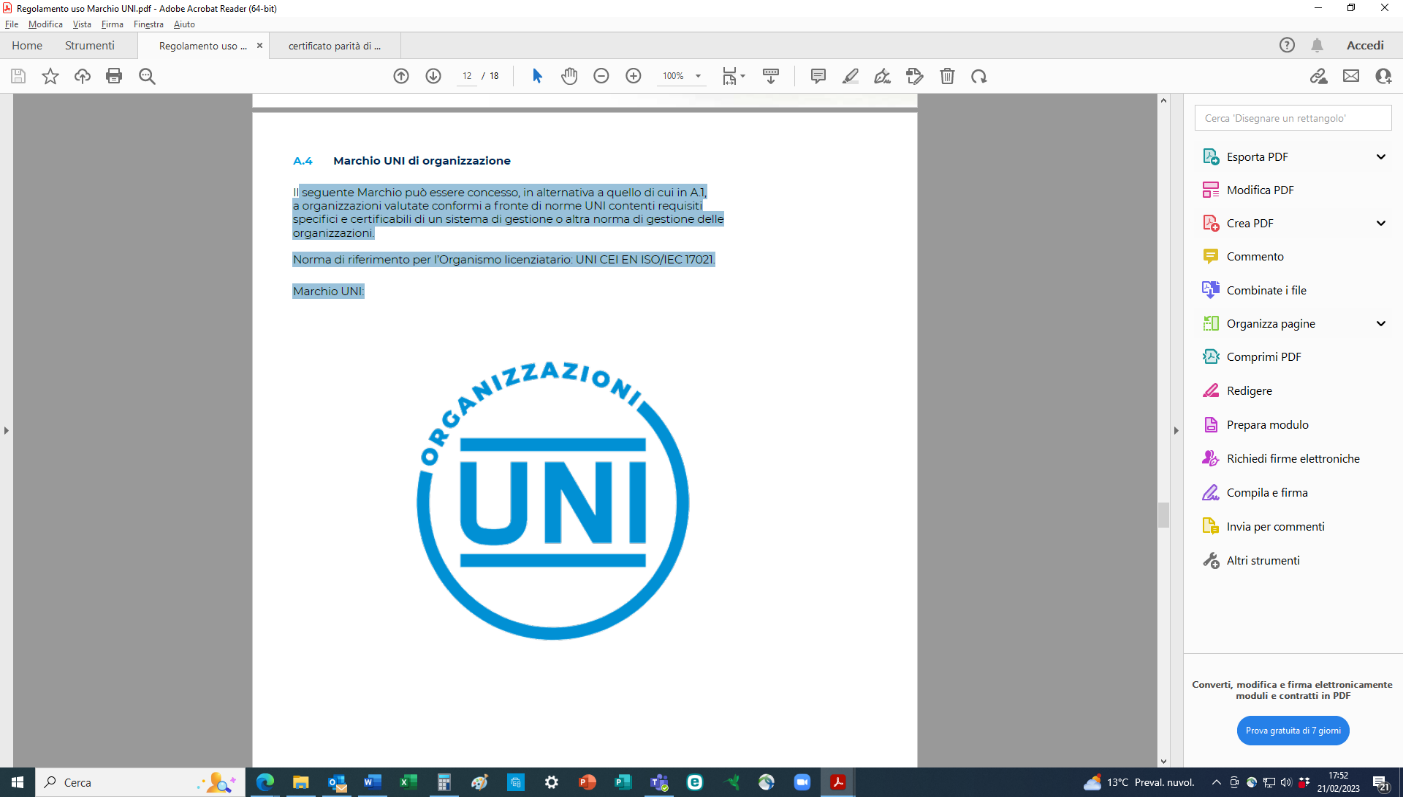 Regolamento uso Marchio UNI.pdf - Adobe Acrobat Reader (64-bit)
File Modifica Vista Firma Finestra Aiuto
Home Strumenti Regolamento uso ... × certificato parità di ... Accedi
12 / 18 100%
A.4 Marchio UNI di organizzazione
Il seguente Marchio può essere concesso, in alternativa a quello di cui in A.1,
a organizzazioni valutate conformi a fronte di norme UNI contenti requisiti
specifici e certificabili di un sistema di gestione o altra norma di gestione delle
organizzazioni.
Norma di riferimento per l'Organismo licenziatario: UNI CEI EN ISO/IEC 17021.
Marchio UNI:
ORGANIZZAZIONI
UNI
Cerca 'Disegnare un rettangolo'
Esporta PDF
Modifica PDF
Crea PDF
Commento
Combinate i file
Organizza pagine
Comprimi PDF
Redigere
Prepara modulo
Richiedi firme elettroniche
Compila e firma
Invia per commenti
Altri strumenti
Converti, modifica e firma elettronicamente
moduli e contratti in PDF
Prova gratuita di 7 giorni
Cerca
13°C Preval. nuvol.
17:52
21/02/2023
21